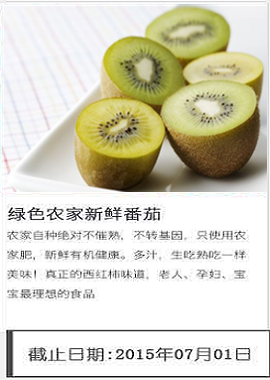 绿色农家新鲜番茄
农家自种绝对不催熟，不转基因，只使用农
家肥，新鲜有机健康。多汁，生吃熟吃一样
美味！真正的西红柿味道，老人、孕妇、宝
宝最理想的食品
截止日期:2015年07月01日